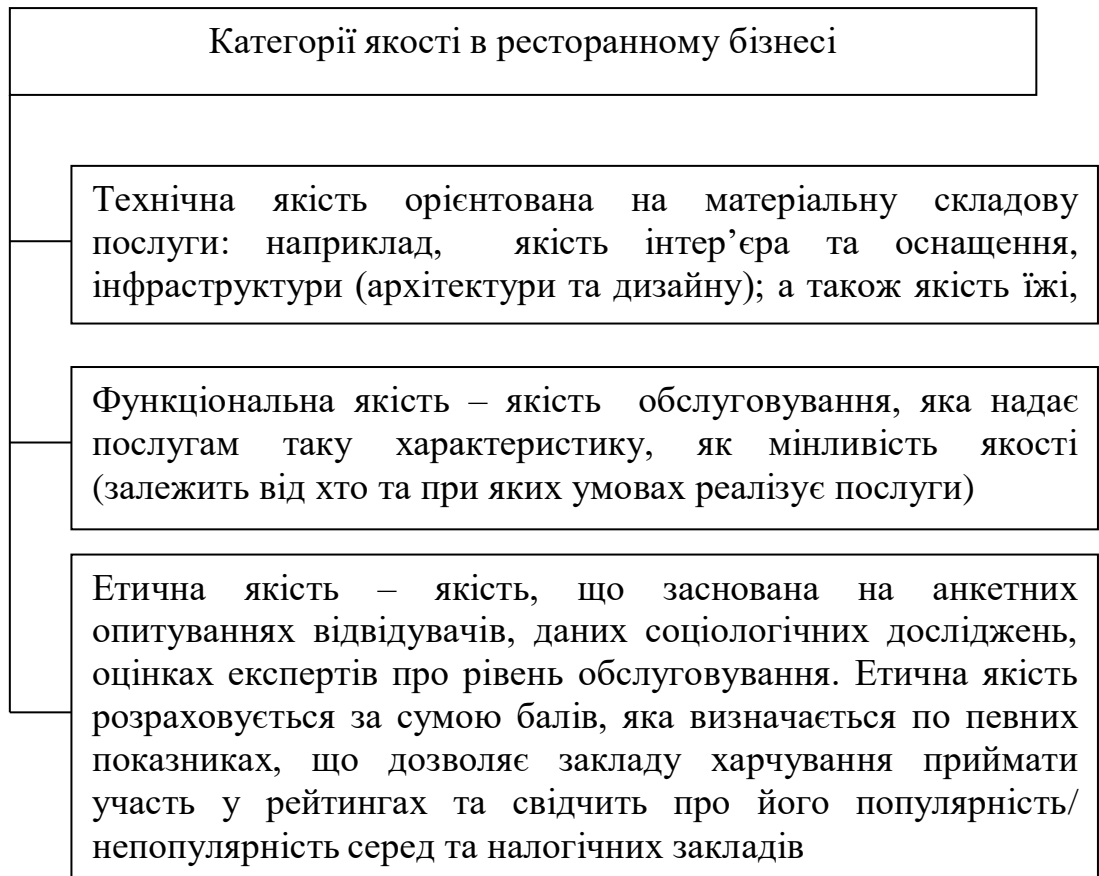 Категорії якості в ресторанному бізнесі
Технічна якість орієнтована на матеріальну складову
послуги: наприклад, якість інтер’єра та оснащення,
інфраструктури (архітектури та дизайну); а також якість їжі,
Функціональна якість – якість обслуговування, яка надає
послугам таку характеристику, як мінливість якості
(залежить від хто та при яких умовах реалізує послуги)
Етична якість – якість, що заснована на анкетних
опитуваннях відвідувачів, даних соціологічних досліджень,
оцінках експертів про рівень обслуговування. Етична якість
розраховується за сумою балів, яка визначається по певних
показниках, що дозволяє закладу харчування приймати
участь у рейтингах та свідчить про його популярність/
непопулярність серед та налогічних закладів